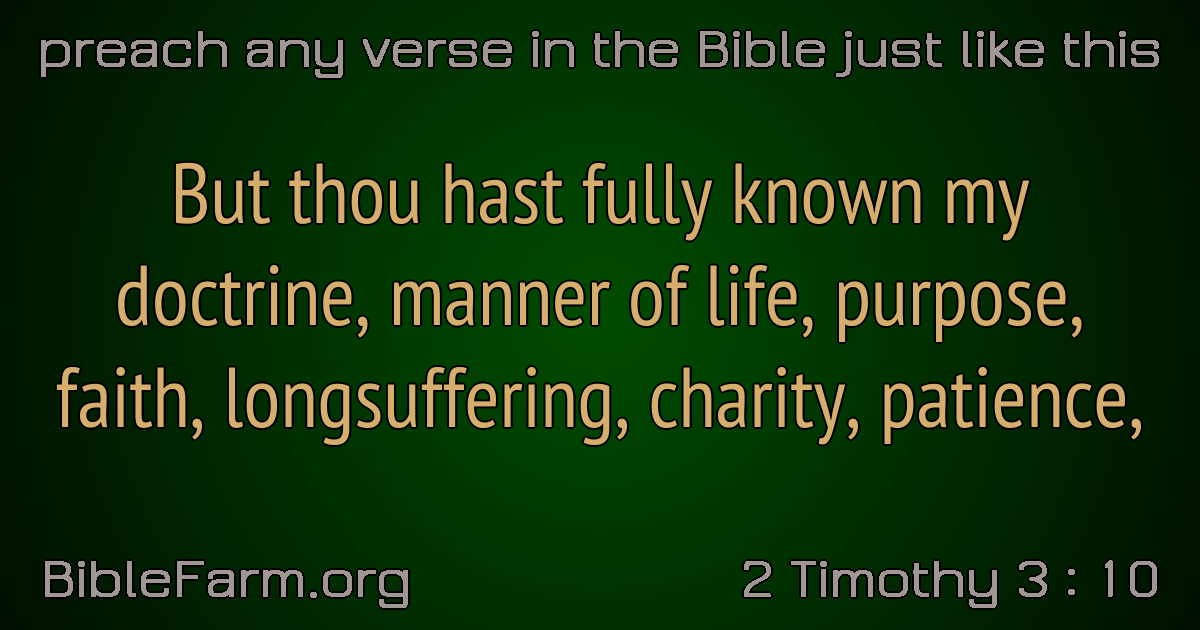 preach any verse in the Bible just like this
But thou hast fully known my
doctrine, manner of life, purpose,
faith, longsuffering, charity, patience,
BibleFarm.org
2 Timothy 3 : 10